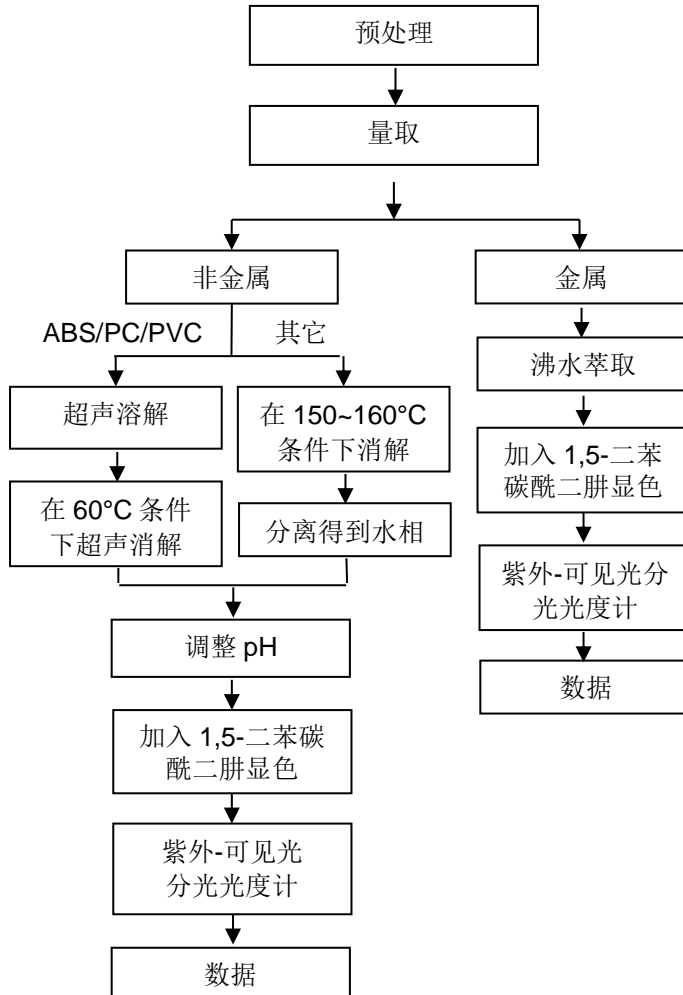 预处理
量取
非金属
金属
ABS/PC/PVC
其它
沸水萃取
超声溶解
在 150~160°C
条件下消解
加入 1,5-二苯
碳酰二肼显色
在 60°C 条件
下超声消解
分离得到水相
紫外-可见光分
光光度计
调整 pH
数据
加入 1,5-二苯碳
酰二肼显色
紫外-可见光
分光光度计
数据